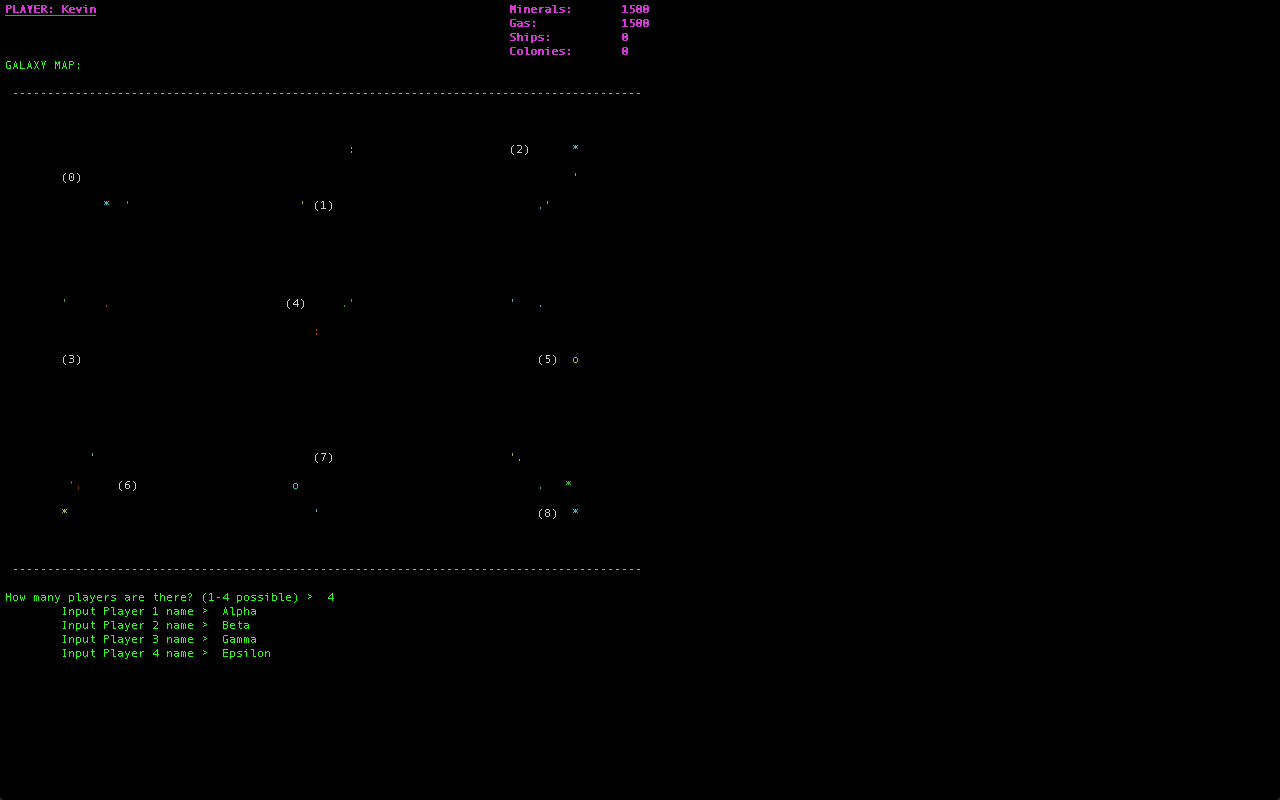 PLAYER: Kevin Minerals: 1500
Gas: 1500
Ships: 0
Colonies: 0
GALAXY MAP:
------------------------------------------------------------------------------------------
: (2) *
(0) '
* ' ' (1) .'
' . (4) .' ' .
:
(3) (5) o
' (7) '.
'. (6) o . *
* ' (8) *
------------------------------------------------------------------------------------------
How many players are there? (1-4 possible) > 4
Input Player 1 name > Alpha
Input Player 2 name > Beta
Input Player 3 name > Gamma
Input Player 4 name > Epsilon